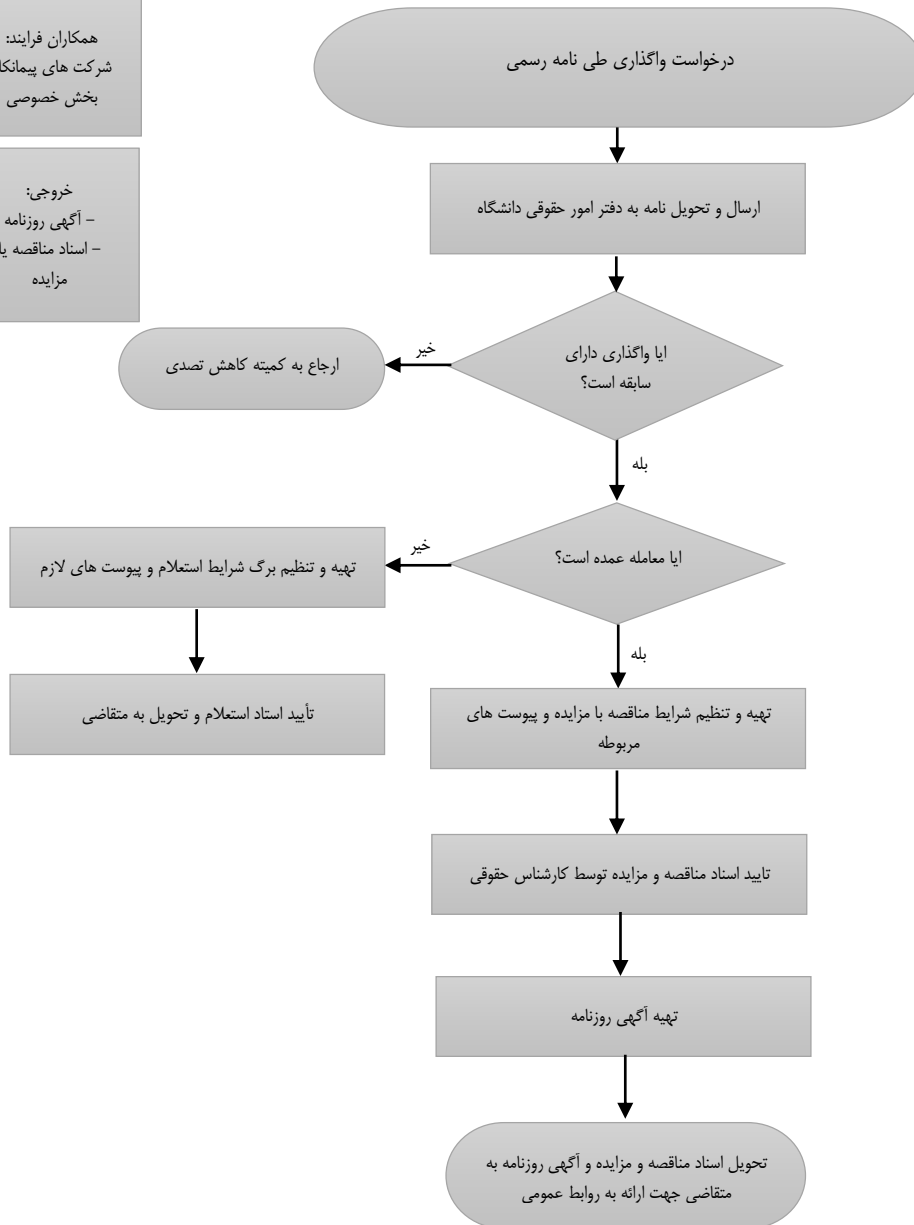 همکاران فرایند:
شرکت های
بخش خصوصی
خروجی:
– آگهی روزنامه
– اسناد مناقصه یا
مزایده
درخواست واگذاری طی نامه رسمی
ارسال و تحویل نامه به دفتر امور حقوقی دانشگاه
ایا واگذاری دارای
سابقه است؟
خیر
ارجاع به کمیته کاهش تصدی
بله
ایا معامله عمده است؟
خیر
تهیه و تنظیم برگ شرایط استعلام و پیوست های لازم
تأیید استاد استعلام و تحویل به متقاضی
بله
تهیه و تنظیم شرایط مناقصه با مزایده و پیوست های
مربوطه
تایید اسناد مناقصه و مزایده توسط کارشناس حقوقی
تهیه آگهی روزنامه
تحویل اسناد مناقصه و مزایده و آگهی روزنامه به
متقاضی جهت ارائه به روابط عمومی